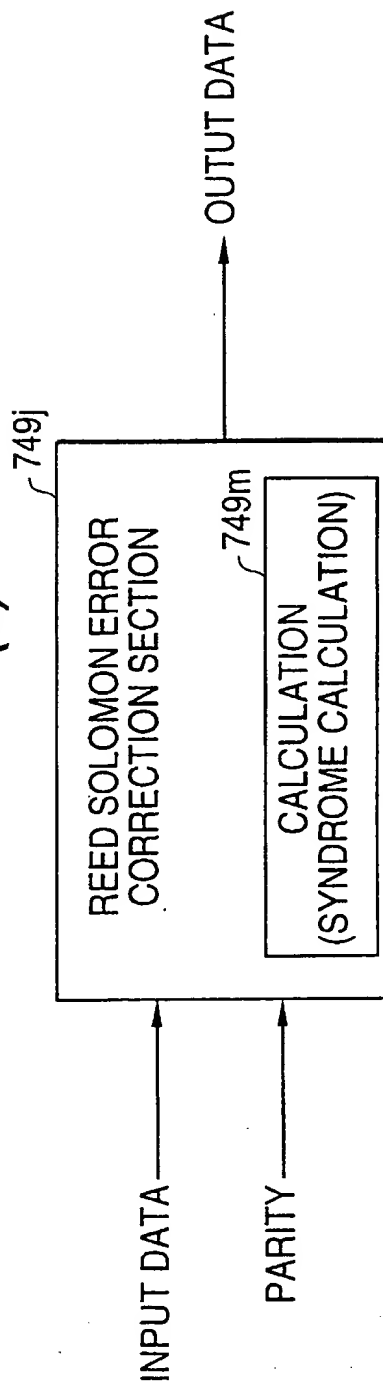 749j
REED SOLOMON ERROR
CORRECTION SECTION
749m
CALCULATION
(SYNDROME CALCULATION)
INPUT DATA
PARITY
OUTUT DATA